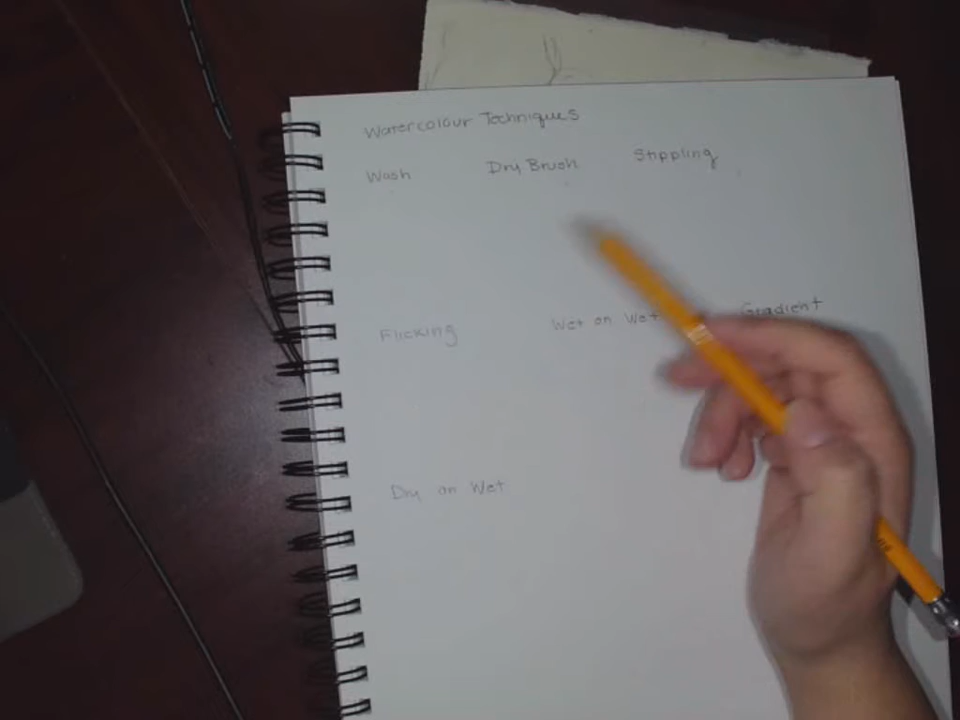 Watercolour Techniques
Wash Dry Brush Stippling
Flicking Wet on Wet Gradient
Dry on Wet